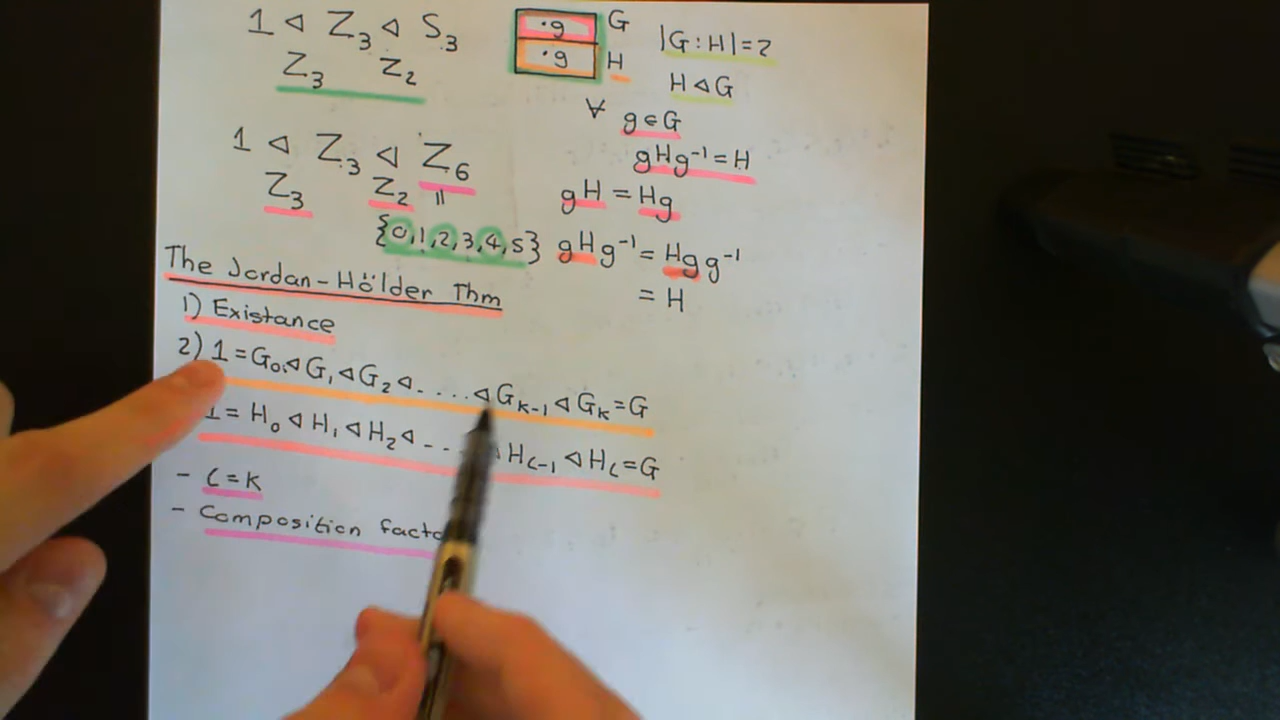 1 ◁ Z₃ ◁ S₃
Z₃ Z₂
1 ◁ Z₃ ◁ Z₆
Z₃ Z₂ =
{0,1,2,3,4,5}
·g G
·g H
|G:H|=2
H◁G
∀ g∈G
gHg⁻¹=H
gH = Hg
gHg⁻¹ = Hgg⁻¹
= H
The Jordan-Hölder Thm
1) Existance
2) 1=G₀◁G₁◁G₂◁....◁Gₖ₋₁◁Gₖ=G
1=H₀◁H₁◁H₂◁ Hₗ₋₁◁Hₗ=G
- l=k
- Composition